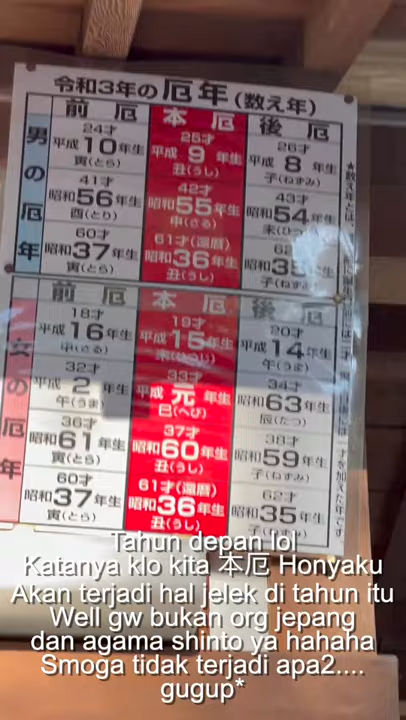 令和3年の厄年(数え年)
前厄 本厄 後厄
男の厄年
24才 25才 26才
平成10年生 平成9年生 平成8年生
寅(とら) 丑(うし) 子(ねずみ)
41才 42才 43才
昭和56年生 昭和55年生 昭和54年生
酉(とり) 申(さる) 未(ひつじ)
60才 61才(還暦) 62才
昭和37年生 昭和36年生 昭和35年生
寅(とら) 丑(うし) 子(ねずみ)
前厄 本厄 後厄
女の厄年
18才 19才 20才
平成16年生 平成15年生 平成14年生
申(さる) 未(ひつじ) 午(うま)
32才 33才 34才
平成2年生 平成元年生 昭和63年生
午(うま) 巳(へび) 辰(たつ)
36才 37才 38才
昭和61年生 昭和60年生 昭和59年生
寅(とら) 丑(うし) 子(ねずみ)
60才 61才(還暦) 62才
昭和37年生 昭和36年生 昭和35年生
寅(とら) 丑(うし)
★数え年とは、
Tahun depan lol
Katanya klo kita 本厄 Honyaku
Akan terjadi hal jelek di tahun itu
Well gw bukan org jepang
dan agama shinto ya hahaha
Smoga tidak terjadi apa2....
gugup*